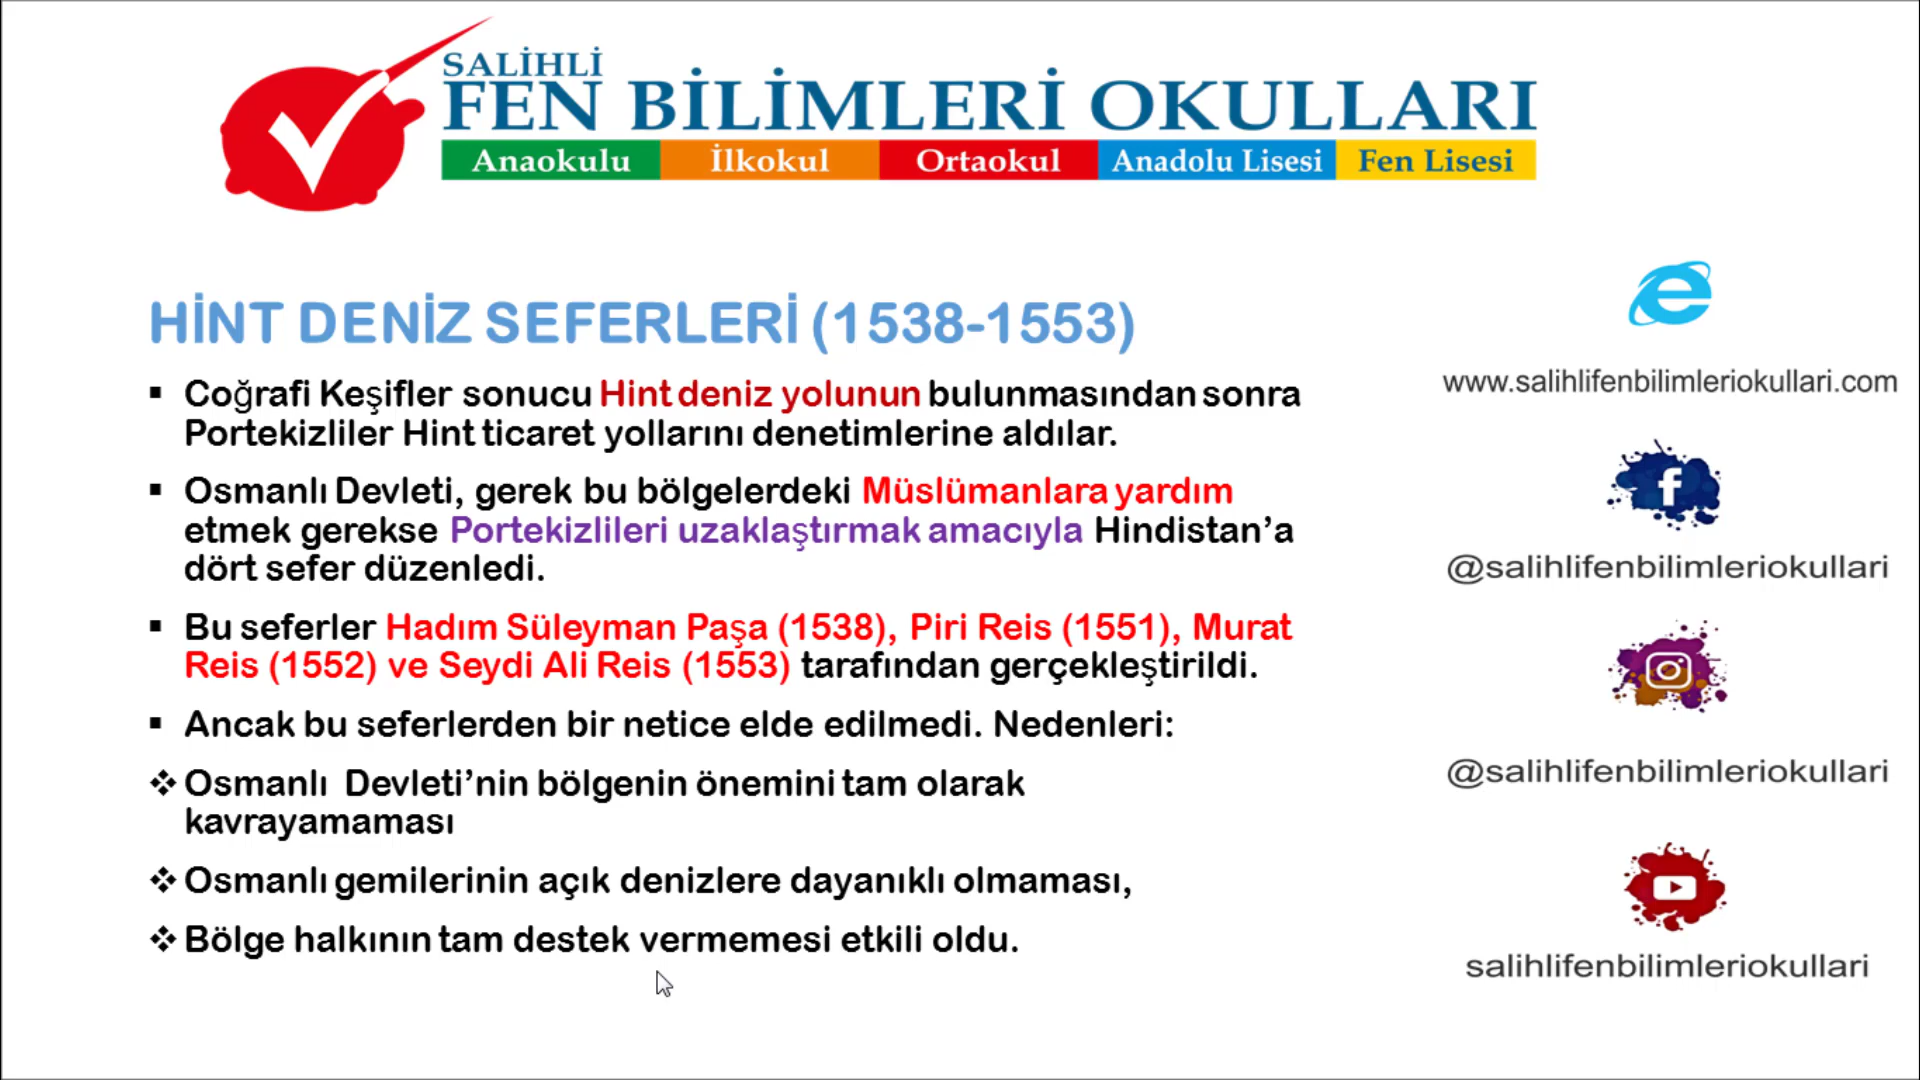 SALİHLİ
FEN BİLİMLERİ OKULLARI
Anaokulu İlkokul Ortaokul Anadolu Lisesi Fen Lisesi
HİNT DENİZ SEFERLERİ (1538-1553)
▪ Coğrafi Keşifler sonucu Hint deniz yolunun bulunmasından sonra
Portekizliler Hint ticaret yollarını denetimlerine aldılar.
▪ Osmanlı Devleti, gerek bu bölgelerdeki Müslümanlara yardım
etmek gerekse Portekizlileri uzaklaştırmak amacıyla Hindistan’a
dört sefer düzenledi.
▪ Bu seferler Hadım Süleyman Paşa (1538), Piri Reis (1551), Murat
Reis (1552) ve Seydi Ali Reis (1553) tarafından gerçekleştirildi.
▪ Ancak bu seferlerden bir netice elde edilmedi. Nedenleri:
❖ Osmanlı Devleti’nin bölgenin önemini tam olarak
kavrayamaması
❖ Osmanlı gemilerinin açık denizlere dayanıklı olmaması,
❖ Bölge halkının tam destek vermemesi etkili oldu.
www.salihlifenbilimleriokullari.com
@salihlifenbilimleriokullari
@salihlifenbilimleriokullari
salihlifenbilimleriokullari